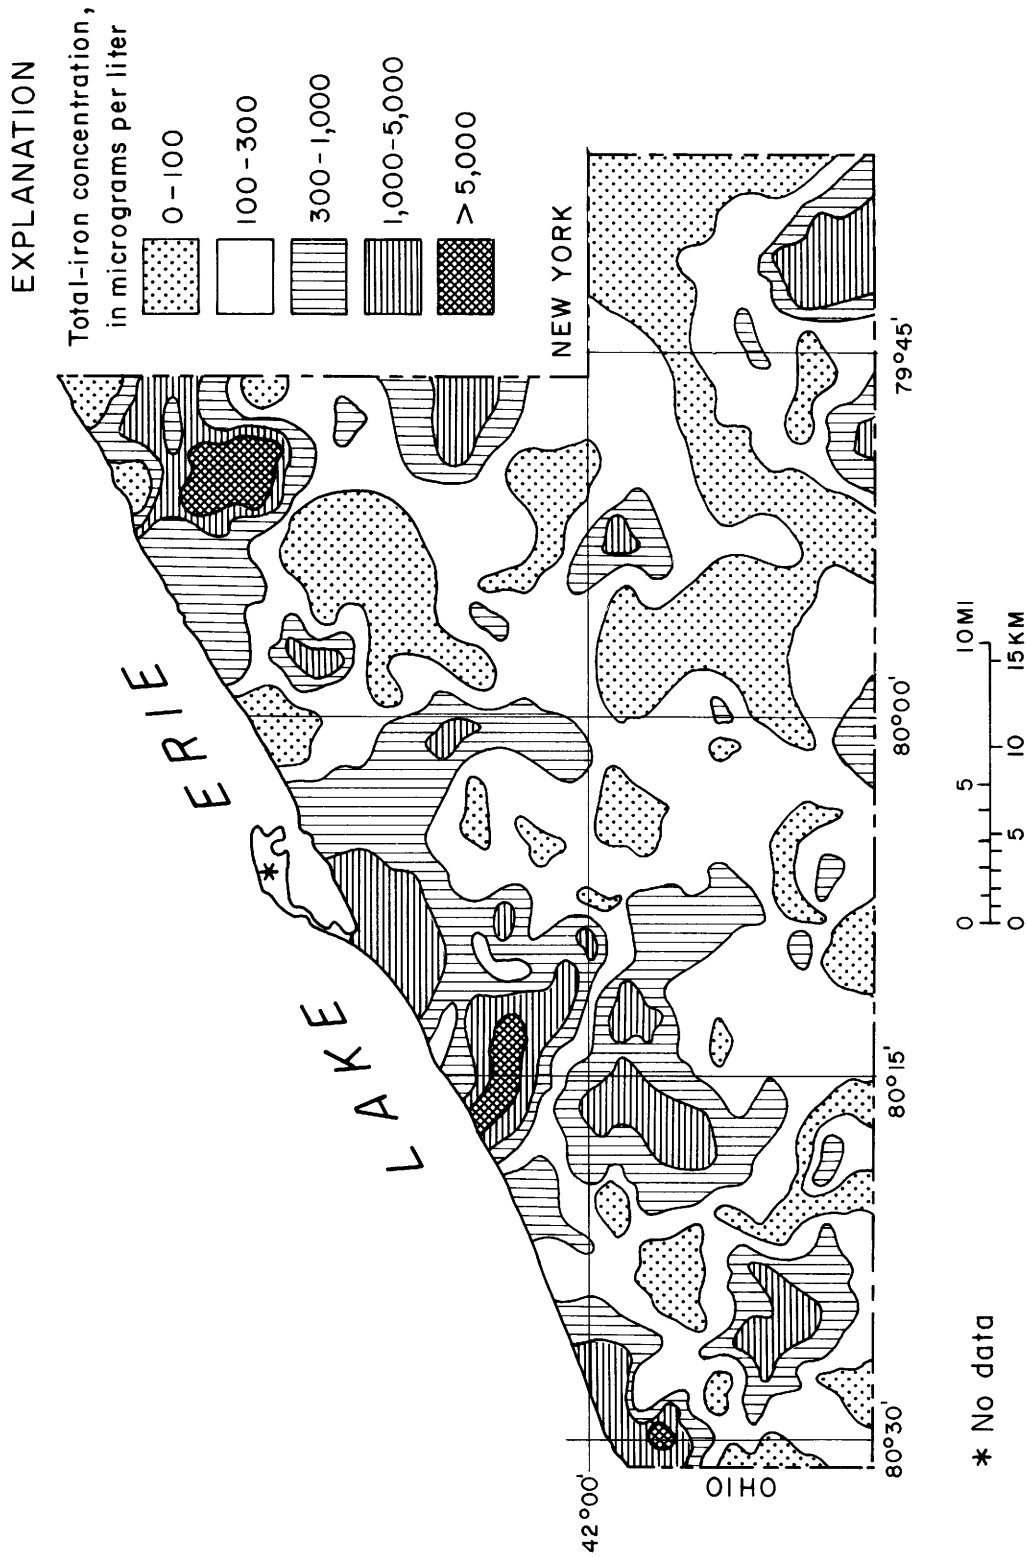 EXPLANATION
Total-iron concentration,
in micrograms per liter
0-100
100-300
300-1,000
1,000-5,000
> 5,000
NEW YORK
LAKE ERIE
*
OHIO
42°00'
80°30'
80°15'
80°00'
79°45'
0 5 10 MI
0 5 10 15 KM
* No data